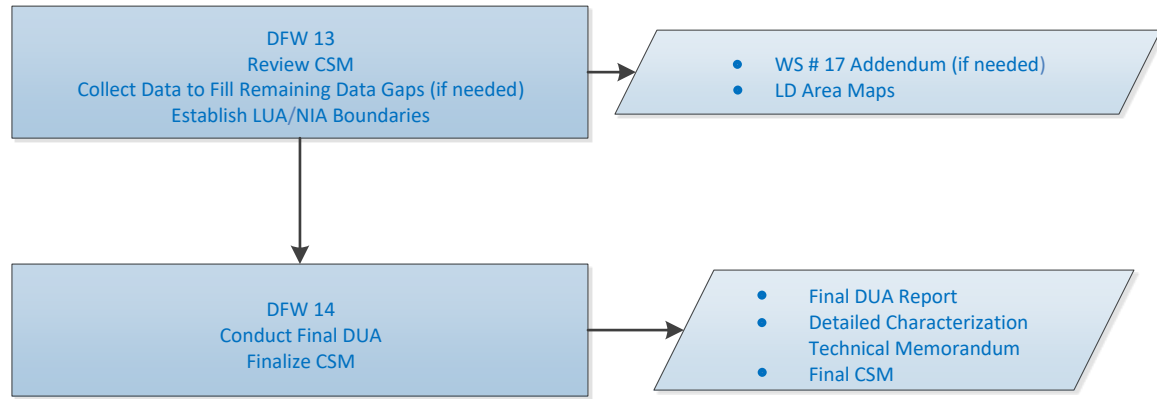 DFW 13
Review CSM
Collect Data to Fill Remaining Data Gaps (if needed)
Establish LUA/NIA Boundaries
• WS # 17 Addendum (if needed)
• LD Area Maps
DFW 14
Conduct Final DUA
Finalize CSM
• Final DUA Report
• Detailed Characterization
Technical Memorandum
• Final CSM